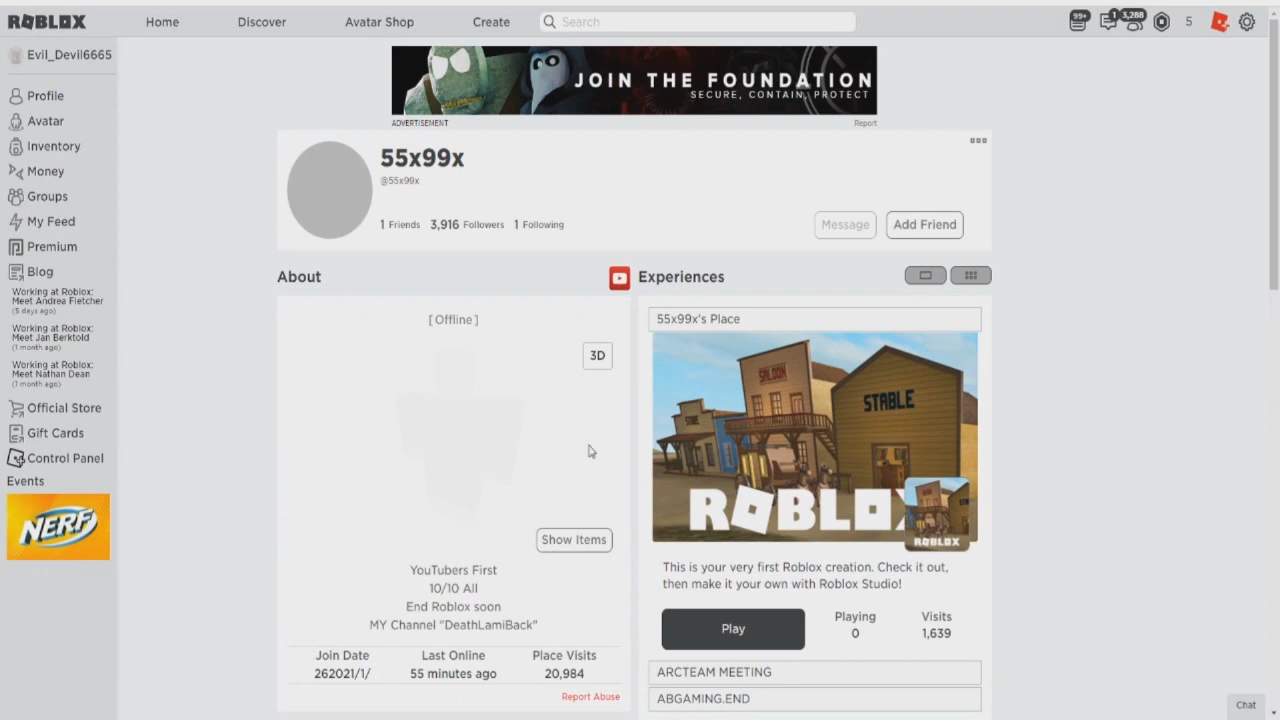 ROBLOX
Home
Discover
Avatar Shop
Create
Search
99+
1
3,288
5
Evil_Devil6665
Profile
Avatar
Inventory
Money
Groups
My Feed
Premium
Blog
Working at Roblox:
Meet Andrea Fletcher
(5 days ago)
Working at Roblox:
Meet Jan Berktold
(1 month ago)
Working at Roblox:
Meet Nathan Dean
(1 month ago)
Official Store
Gift Cards
Control Panel
Events
NERF
JOIN THE FOUNDATION
SECURE, CONTAIN, PROTECT
ADVERTISEMENT
Report
55x99x
@55x99x
1 Friends 3,916 Followers 1 Following
Message
Add Friend
About
[ Offline ]
3D
Show Items
YouTubers First
10/10 All
End Roblox soon
MY Channel "DeathLamiBack"
Join Date Last Online Place Visits
262021/1/ 55 minutes ago 20,984
Report Abuse
Experiences
55x99x's Place
SALOON
STABLE
ROBLOX
ROBLOX
This is your very first Roblox creation. Check it out,
then make it your own with Roblox Studio!
Play
Playing Visits
0 1,639
ARCTEAM MEETING
ABGAMING.END
Chat